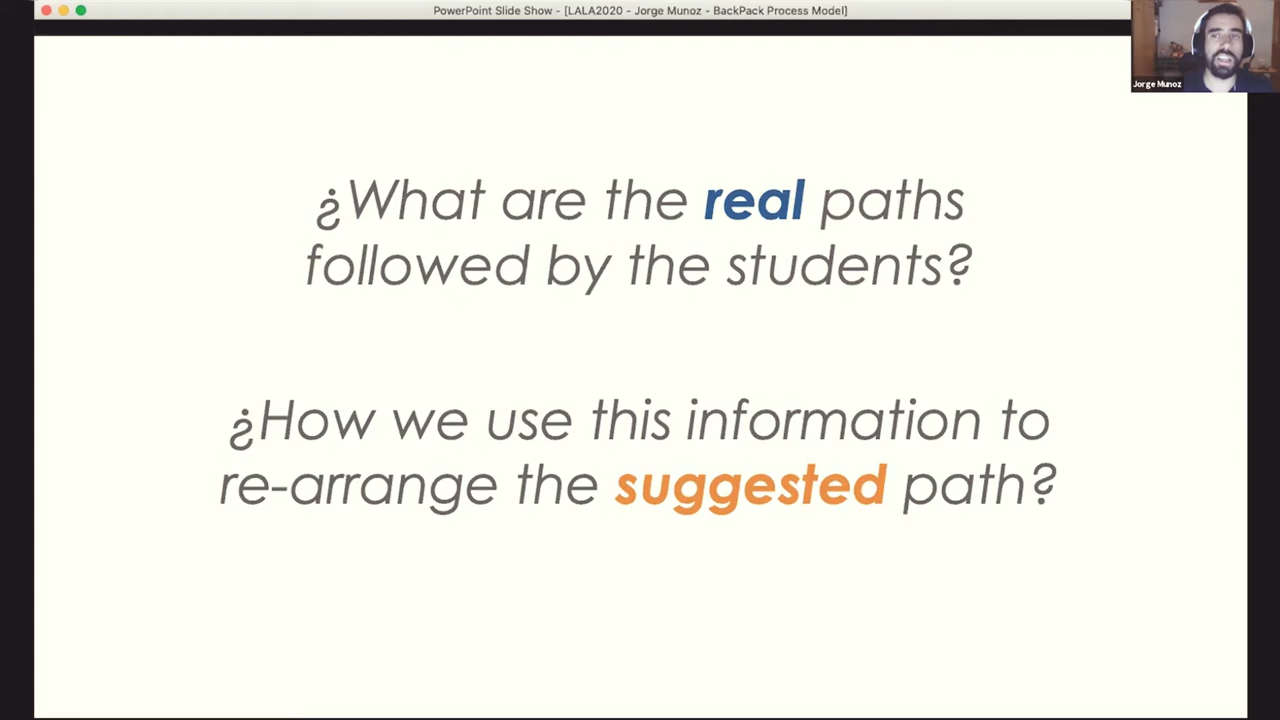 PowerPoint Slide Show - [LALA2020 - Jorge Munoz - BackPack Process Model]
Jorge Munoz
¿What are the real paths
followed by the students?
¿How we use this information to
re-arrange the suggested path?